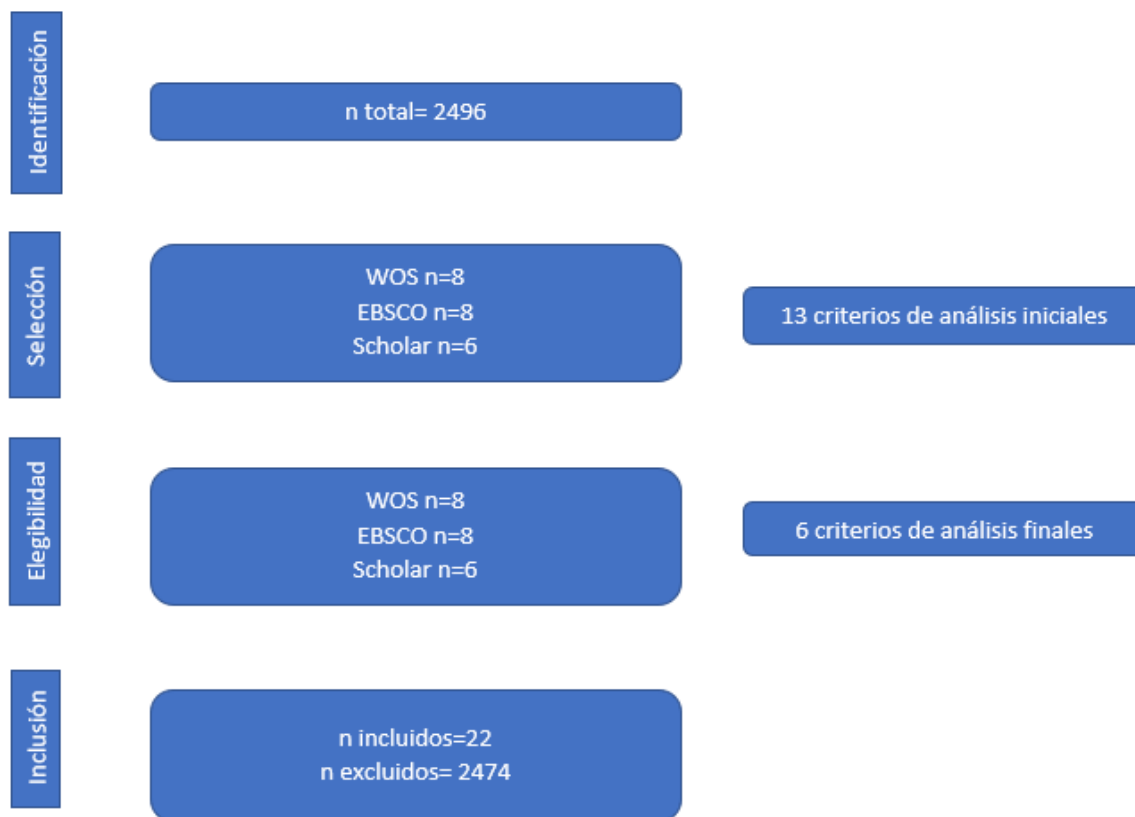 Identificación
n total= 2496
Selección
WOS n=8
EBSCO n=8
Scholar n=6
13 criterios de análisis iniciales
Elegibilidad
WOS n=8
EBSCO n=8
Scholar n=6
6 criterios de análisis finales
Inclusión
n incluidos=22
n excluidos= 2474